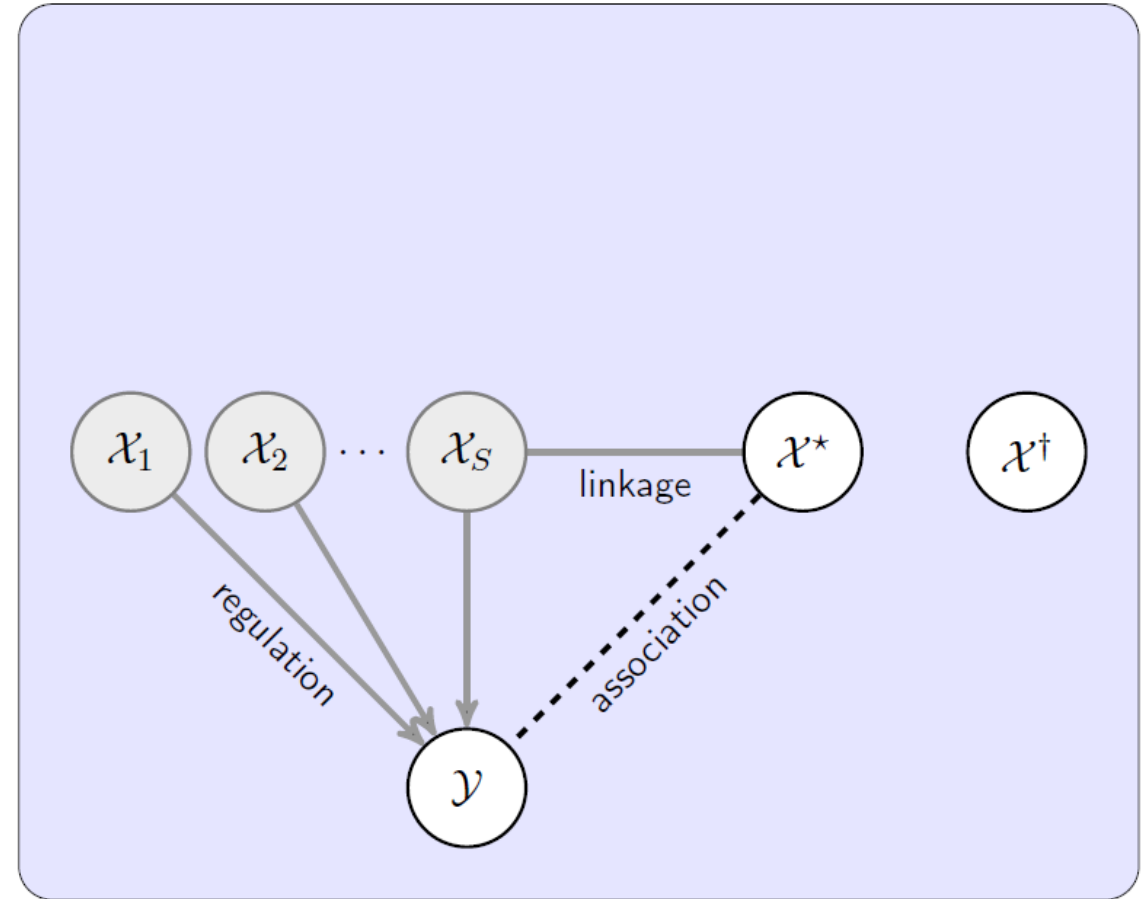 𝒳₁ 𝒳₂ ··· 𝒳_S 𝒳⋆ 𝒳†
linkage
regulation
association
𝒴